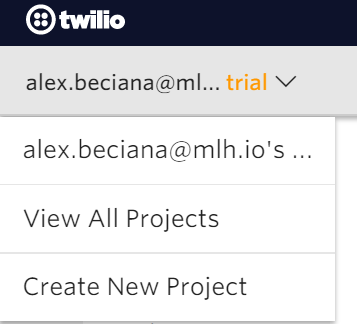 twilio
alex.beciana@ml... trial
alex.beciana@mlh.io's ...
View All Projects
Create New Project